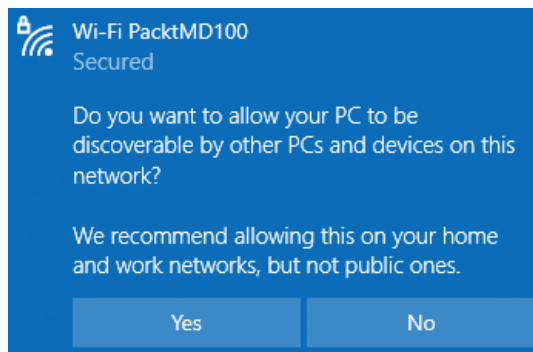 Wi-Fi PacktMD100
Secured
Do you want to allow your PC to be
discoverable by other PCs and devices on this
network?
We recommend allowing this on your home
and work networks, but not public ones.
Yes
No